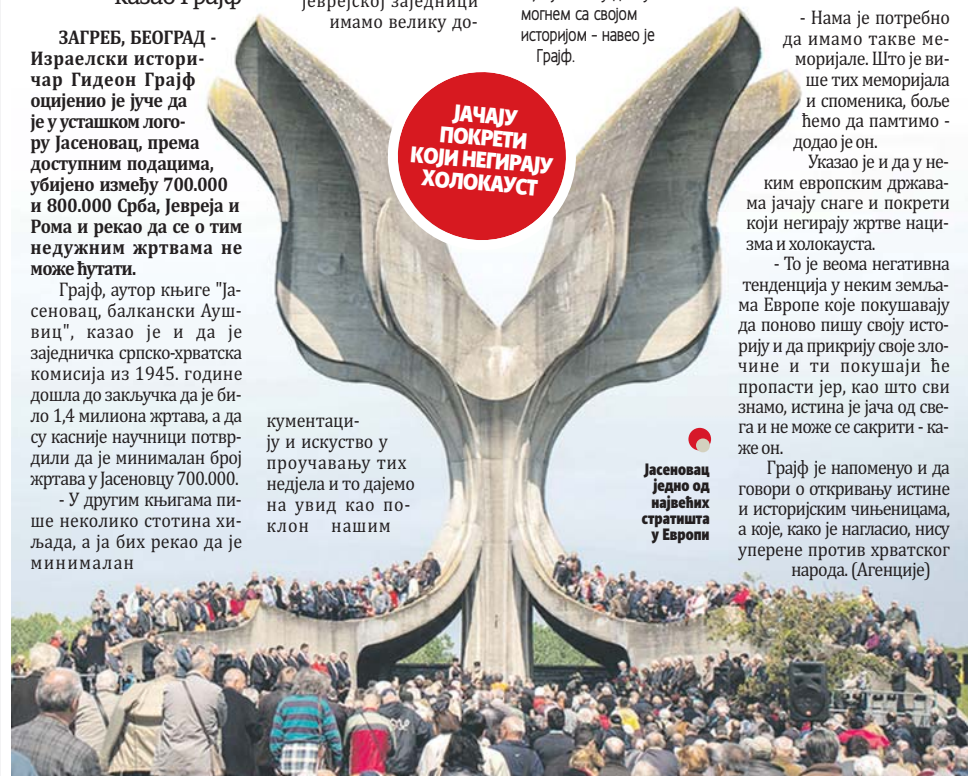 казао Грајф
ЗАГРЕБ, БЕОГРАД -
Израелски истори-
чар Гидеон Грајф
оцијенио је јуче да
је у усташком лого-
ру Јасеновац, према
доступним подацима,
убијено између 700.000
и 800.000 Срба, Јевреја и
Рома и рекао да се о тим
недужним жртвама не
може ћутати.
Грајф, аутор књиге "Ја-
сеновац, балкански Ауш-
виц", казао је и да је
заједничка српско-хрватска
комисија из 1945. године
дошла до закључка да је би-
ло 1,4 милиона жртава, а да
су касније научници потвр-
дили да је минималан број
жртава у Јасеновцу 700.000.
- У другим књигама пи-
ше неколико стотина хи-
љада, а ја бих рекао да је
минималан
јеврејској заједници
имамо велику до-
кументаци-
ју и искуство у
проучавању тих
недјела и то дајемо
на увид као по-
клон нашим
могнем са својом
историјом – навео је
Грајф.
ЈАЧАЈУ
ПОКРЕТИ
КОЈИ НЕГИРАЈУ
ХОЛОКАУСТ
- Нама је потребно
да имамо такве ме-
моријале. Што је ви-
ше тих меморијала
и споменика, боље
ћемо да памтимо -
додао је он.
Указао је и да у не-
ким европским држава-
ма јачају снаге и покрети
који негирају жртве наци-
зма и холокауста.
- То је веома негативна
тенденција у неким земља-
ма Европе које покушавају
да поново пишу своју исто-
рију и да прикрију своје зло-
чине и ти покушаји ће
пропасти јер, као што сви
знамо, истина је јача од све-
га и не може се сакрити - ка-
же он.
Грајф је напоменуо и да
говори о откривању истине
и историјским чињеницама,
а које, како је нагласио, нису
уперене против хрватског
народа. (Агенције)
Јасеновац
једно од
највећих
стратишта
у Европи